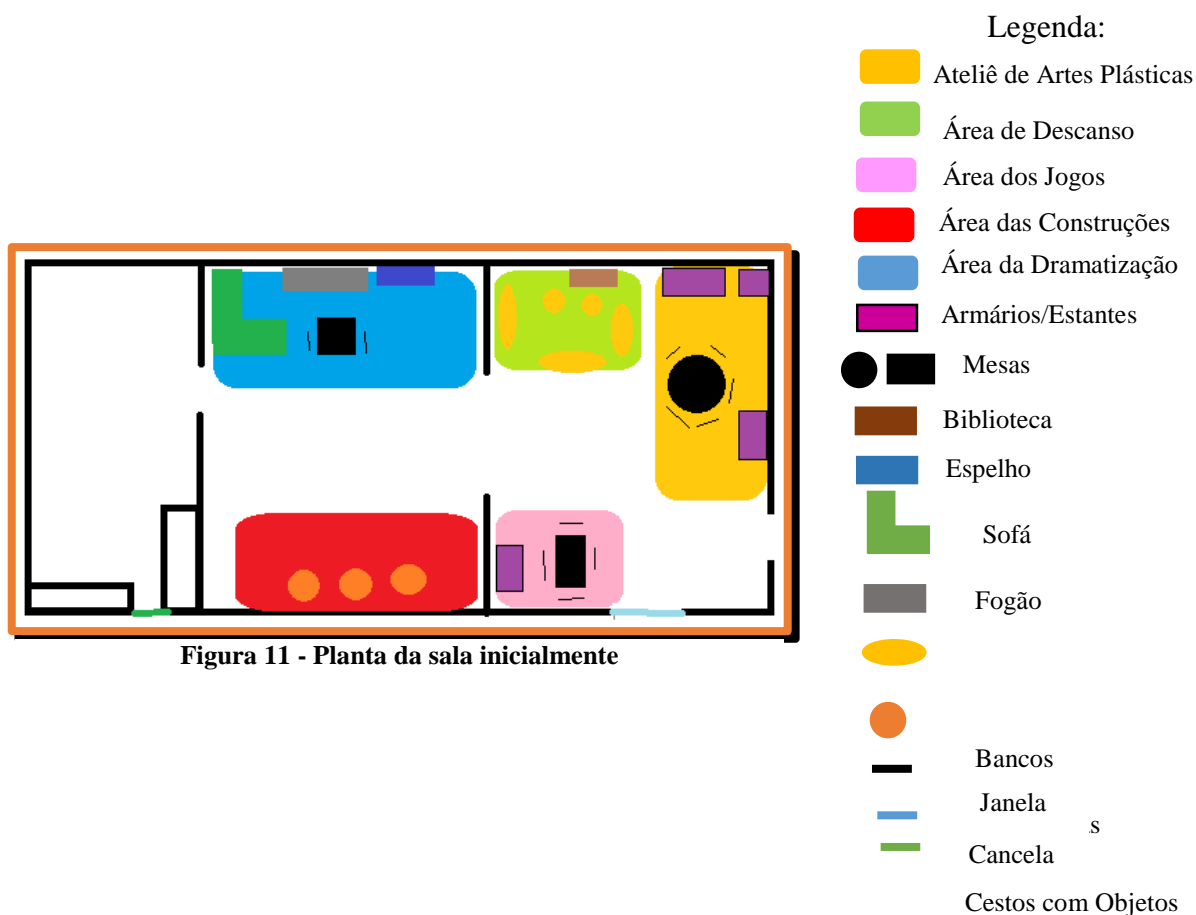 Legenda:
Ateliê de Artes Plásticas
Área de Descanso
Área dos Jogos
Área das Construções
Área da Dramatização
Armários/Estantes
Mesas
Biblioteca
Espelho
Sofá
Fogão
Figura 11 - Planta da sala inicialmente
Bancos
Janela
s
Cancela
Cestos com Objetos